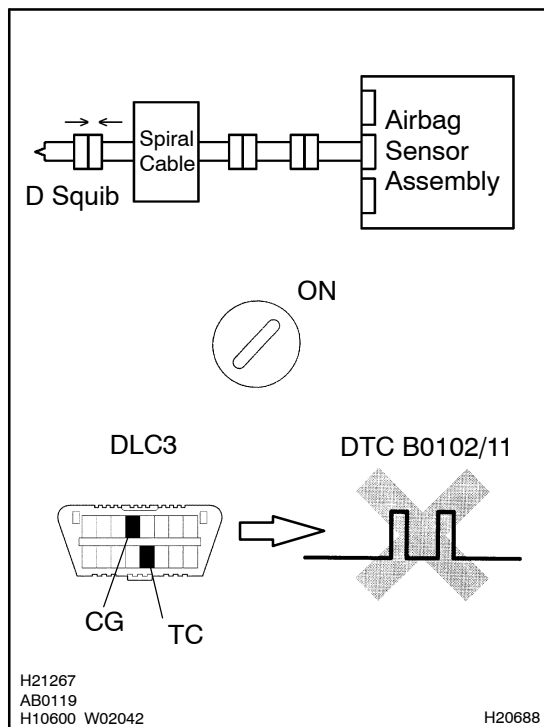 D Squib
Spiral
Cable
Airbag
Sensor
Assembly
ON
DLC3
DTC B0102/11
CG
TC
H21267
AB0119
H10600 W02042
H20688